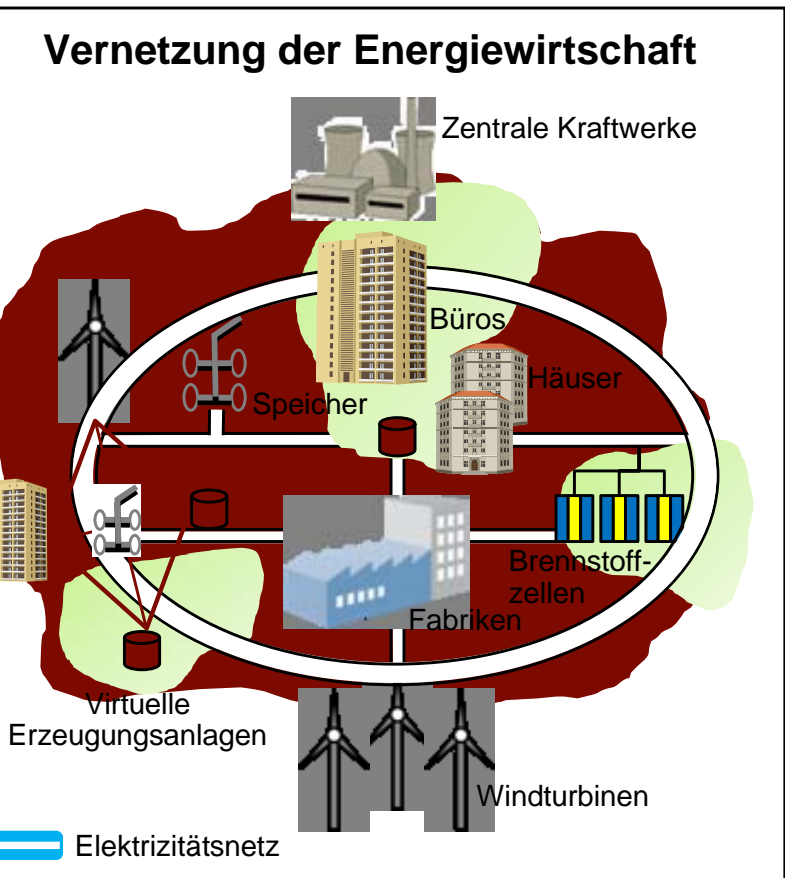 Vernetzung der Energiewirtschaft
Zentrale Kraftwerke
Büros
Häuser
Speicher
Brennstoff-
zellen
Fabriken
Virtuelle
Erzeugungsanlagen
Windturbinen
Elektrizitätsnetz